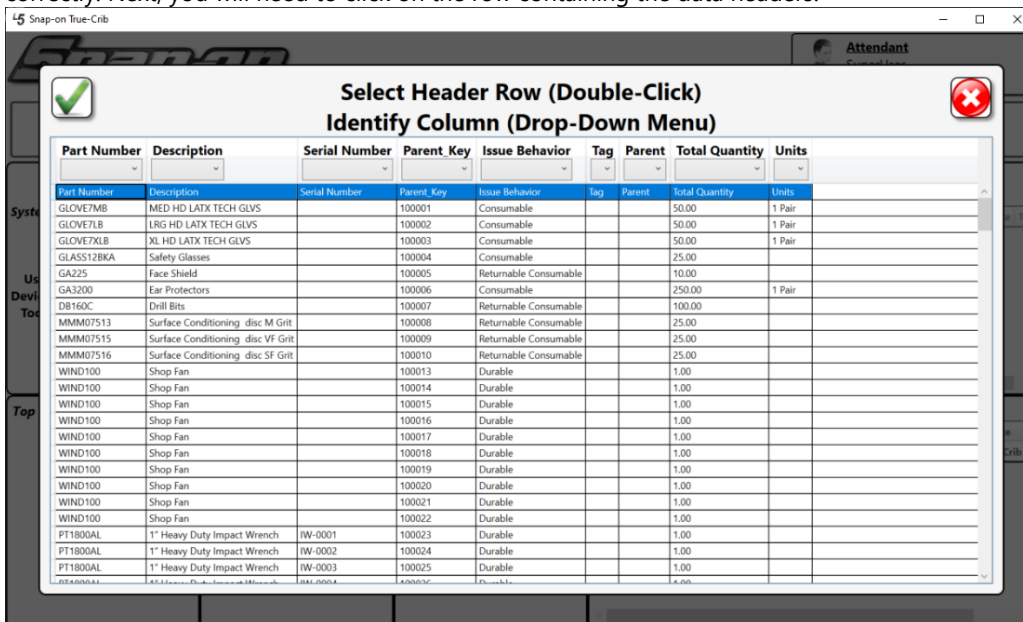 correctly. Next, you will need to click on the row containing the data headers.
Snap-on True-Crib
Snap-on
Attendant
Select Header Row (Double-Click)
Identify Column (Drop-Down Menu)
Part Number Description Serial Number Parent_Key Issue Behavior Tag Parent Total Quantity Units
Part Number Description Serial Number Parent_Key Issue Behavior Tag Parent Total Quantity Units
GLOVE7MB MED HD LATX TECH GLVS 100001 Consumable 50.00 1 Pair
GLOVE7LB LRG HD LATX TECH GLVS 100002 Consumable 50.00 1 Pair
GLOVE7XLB XL HD LATX TECH GLVS 100003 Consumable 50.00 1 Pair
GLASS12BKA Safety Glasses 100004 Consumable 25.00
GA225 Face Shield 100005 Returnable Consumable 10.00
GA3200 Ear Protectors 100006 Consumable 250.00 1 Pair
DB160C Drill Bits 100007 Returnable Consumable 100.00
MMM07513 Surface Conditioning disc M Grit 100008 Returnable Consumable 25.00
MMM07515 Surface Conditioning disc VF Grit 100009 Returnable Consumable 25.00
MMM07516 Surface Conditioning disc SF Grit 100010 Returnable Consumable 25.00
WIND100 Shop Fan 100013 Durable 1.00
WIND100 Shop Fan 100014 Durable 1.00
WIND100 Shop Fan 100015 Durable 1.00
WIND100 Shop Fan 100016 Durable 1.00
WIND100 Shop Fan 100017 Durable 1.00
WIND100 Shop Fan 100018 Durable 1.00
WIND100 Shop Fan 100019 Durable 1.00
WIND100 Shop Fan 100020 Durable 1.00
WIND100 Shop Fan 100021 Durable 1.00
WIND100 Shop Fan 100022 Durable 1.00
PT1800AL 1" Heavy Duty Impact Wrench IW-0001 100023 Durable 1.00
PT1800AL 1" Heavy Duty Impact Wrench IW-0002 100024 Durable 1.00
PT1800AL 1" Heavy Duty Impact Wrench IW-0003 100025 Durable 1.00
Syste
Us
Devi
Too
Top
Crib